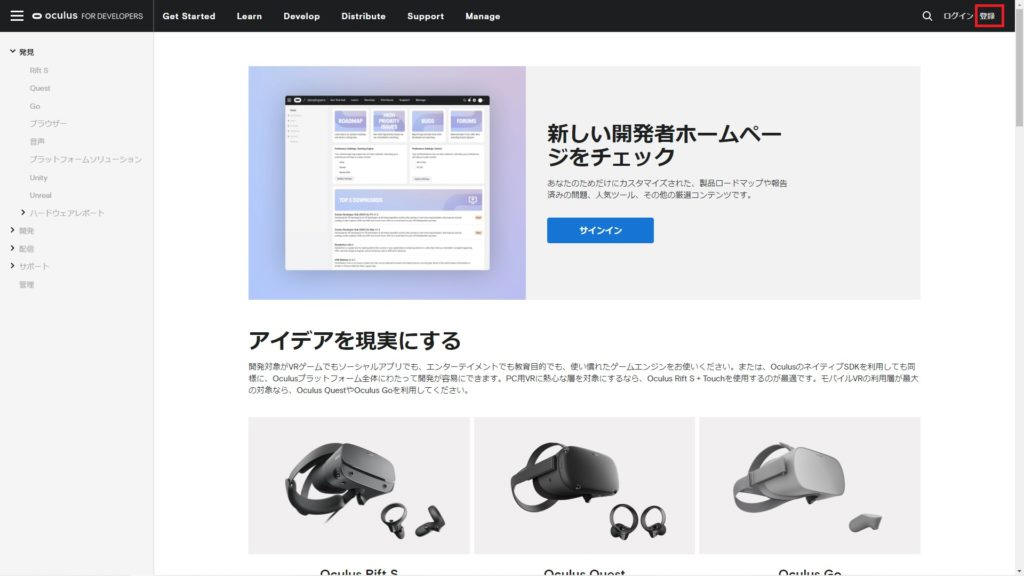 oculus FOR DEVELOPERS
Get Started
Learn
Develop
Distribute
Support
Manage
ログイン
登録
発見
Rift S
Quest
Go
ブラウザー
音声
プラットフォームソリューション
Unity
Unreal
ハードウェアレポート
開発
配信
サポート
管理
ROADMAP
HIGH
PRIORITY
ISSUES
BUGS
FORUMS
TOP 5 DOWNLOADS
新しい開発者ホームペー
ジをチェック
あなたのためだけにカスタマイズされた、製品ロードマップや報告
済みの問題、人気ツール、その他の厳選コンテンツです。
サインイン
アイデアを現実にする
開発対象がVRゲームでもソーシャルアプリでも、エンターテイメントでも教育目的でも、使い慣れたゲームエンジンをお使いください。または、OculusのネイティブSDKを利用しても同
様に、Oculusプラットフォーム全体にわたって開発が容易にできます。PC用VRに熱心な層を対象にするなら、Oculus Rift S + Touchを使用するのが最適です。モバイルVRの利用層が最大
の対象なら、Oculus QuestやOculus Goを利用してください。
Oculus Rift S
Oculus Quest
Oculus Go